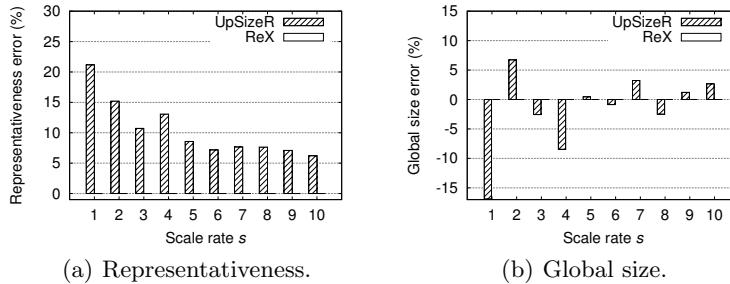 UpSizeR
ReX
Representativeness error (%)
30
25
20
15
10
5
0
1 2 3 4 5 6 7 8 9 10
Scale rate s
(a) Representativeness.
UpSizeR
ReX
Global size error (%)
15
10
5
0
-5
-10
-15
1 2 3 4 5 6 7 8 9 10
Scale rate s
(b) Global size.